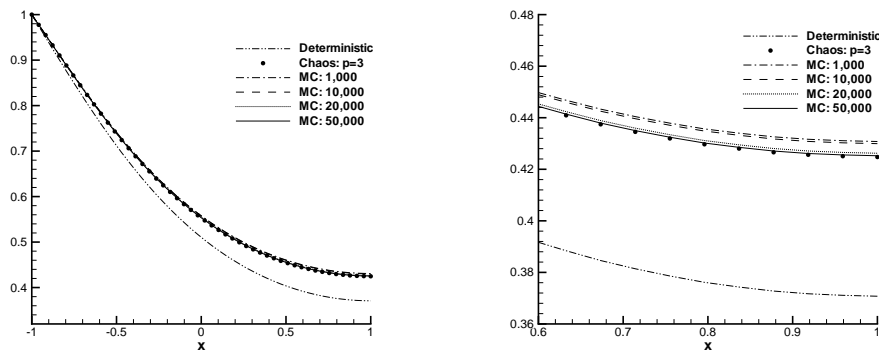 1
0.9
0.8
0.7
0.6
0.5
0.4
-1
-0.5
0
0.5
1
x
Deterministic
Chaos: p=3
MC: 1,000
MC: 10,000
MC: 20,000
MC: 50,000
0.48
0.46
0.44
0.42
0.4
0.38
0.36
0.6
0.7
0.8
0.9
1
x
Deterministic
Chaos: p=3
MC: 1,000
MC: 10,000
MC: 20,000
MC: 50,000